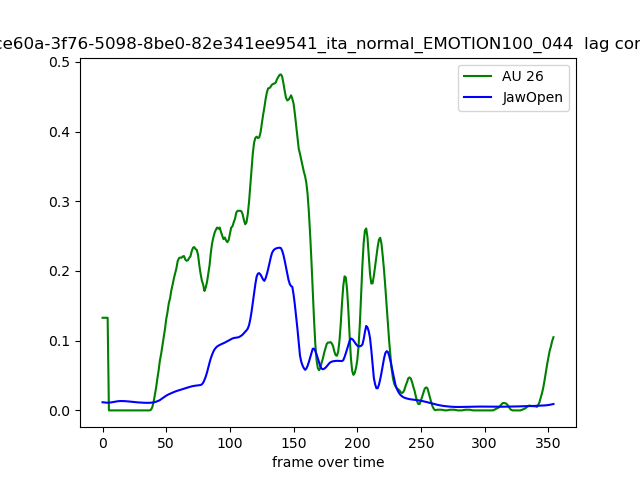 ce60a-3f76-5098-8be0-82e341ee9541_ita_normal_EMOTION100_044 lag cor
AU 26
JawOpen
0.5
0.4
0.3
0.2
0.1
0.0
0 50 100 150 200 250 300 350
frame over time